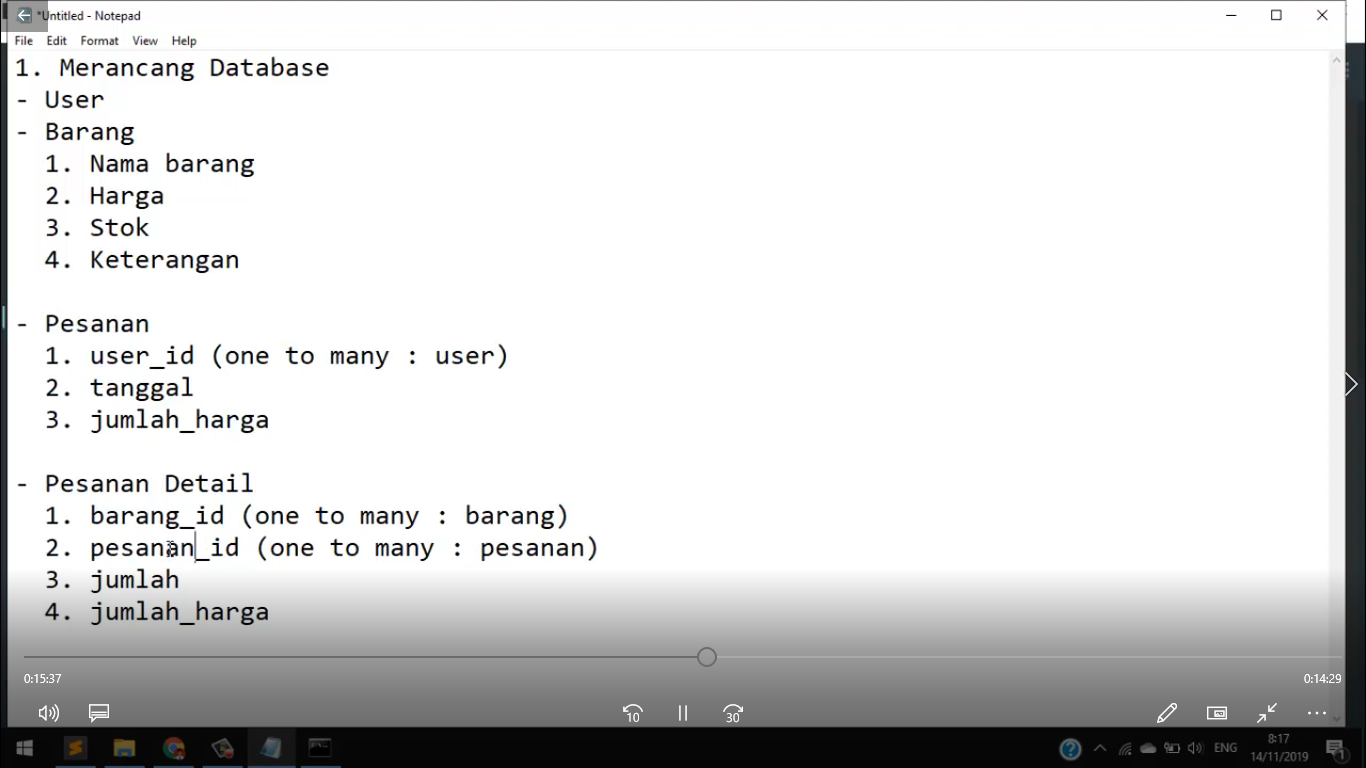 *Untitled - Notepad
File Edit Format View Help
1. Merancang Database
- User
- Barang
1. Nama barang
2. Harga
3. Stok
4. Keterangan
- Pesanan
1. user_id (one to many : user)
2. tanggal
3. jumlah_harga
- Pesanan Detail
1. barang_id (one to many : barang)
2. pesanan_id (one to many : pesanan)
3. jumlah
4. jumlah_harga
0:15:37 0:14:29
10 30
ENG 8:17
14/11/2019 1